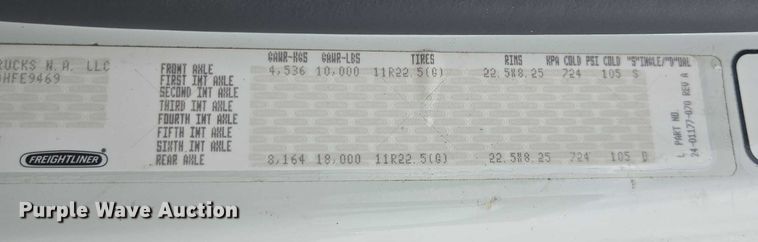 GAWR-KGS GAWR-LBS TIRES RIMS KPA COLD PSI COLD "S"INGLE/"D"UAL
RUCKS N.A. LLC
HFE9469
FRONT AXLE 4,536 10,000 11R22.5(G) 22.5X8.25 724 105 S
FIRST INT AXLE
SECOND INT AXLE
THIRD INT AXLE
FOURTH INT AXLE
FIFTH INT AXLE
SIXTH INT AXLE
REAR AXLE 8,164 18,000 11R22.5(G) 22.5X8.25 724 105 D
FREIGHTLINER
PART NO.
24-01177-070 REV A
Purple Wave Auction